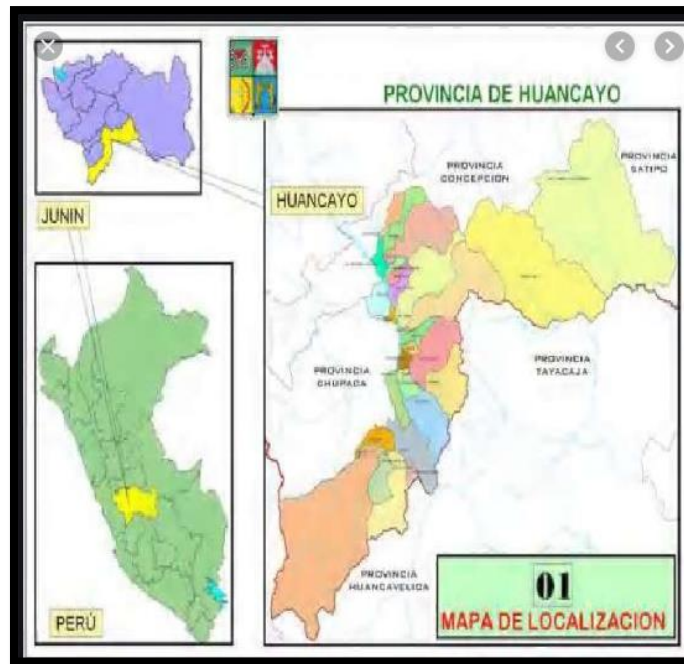 PROVINCIA DE HUANCAYO
PROVINCIA
CONCEPCION
PROVINCIA
SATIPO
HUANCAYO
JUNIN
PROVINCIA
CHUPACA
PROVINCIA
TAYACAJA
PROVINCIA
HUANCAVELICA
PERÚ
01
MAPA DE LOCALIZACION